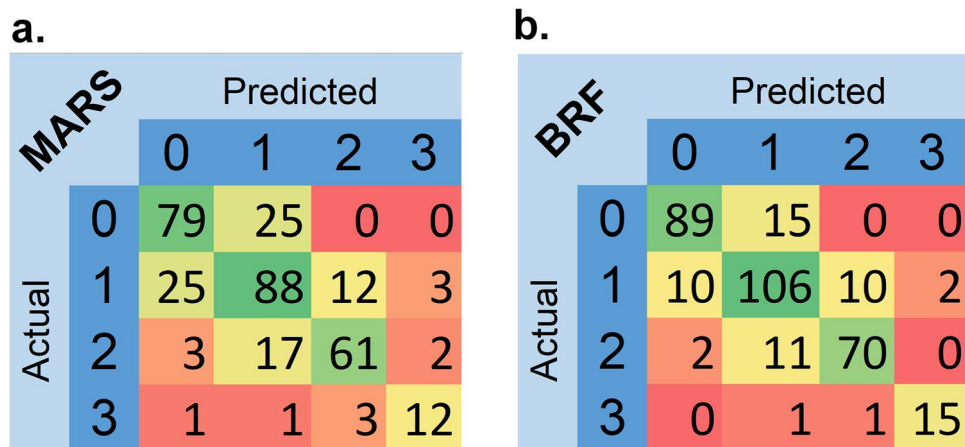 a.
MARS
Predicted
0 1 2 3
Actual
0 79 25 0 0
1 25 88 12 3
2 3 17 61 2
3 1 1 3 12
b.
BRF
Predicted
0 1 2 3
Actual
0 89 15 0 0
1 10 106 10 2
2 2 11 70 0
3 0 1 1 15